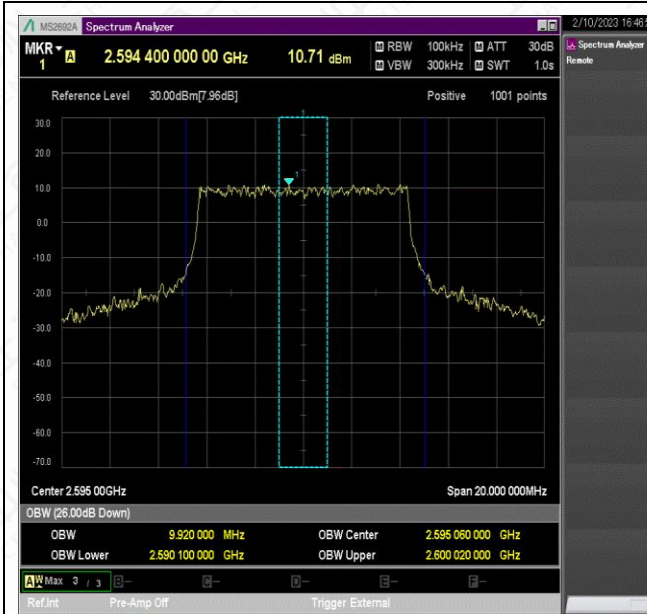 MS2692A Spectrum Analyzer
2/10/2023 16:46:
MKR A 2.594 400 000 00 GHz 10.71 dBm M RBW 100kHz M ATT 30dB
1 M VBW 300kHz M SWT 1.0s
Spectrum Analyzer
Remote
Reference Level 30.00dBm[7.96dB] Positive 1001 points
30.0
20.0
1
10.0
0.0
-10.0
-20.0
-30.0
-40.0
-50.0
-60.0
-70.0
Center 2.595 00GHz Span 20.000 000MHz
OBW (26.00dB Down)
OBW 9.920 000 MHz OBW Center 2.595 060 000 GHz
OBW Lower 2.590 100 000 GHz OBW Upper 2.600 020 000 GHz
A W Max 3 / 3 B- C- D- E- F-
Ref.Int Pre-Amp Off Trigger External